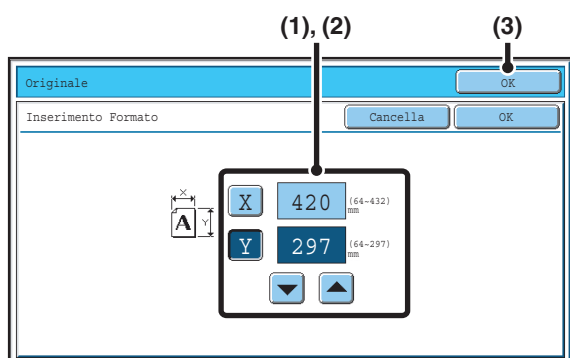 (1), (2) (3)
Originale OK
Inserimento Formato Cancella OK
X 420 (64~432) mm
X
A Y
Y 297 (64~297) mm